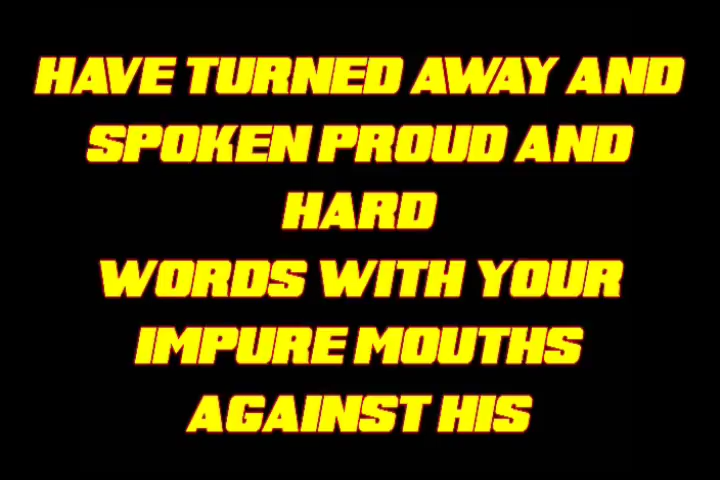 HAVE TURNED AWAY AND
SPOKEN PROUD AND
HARD
WORDS WITH YOUR
IMPURE MOUTHS
AGAINST HIS